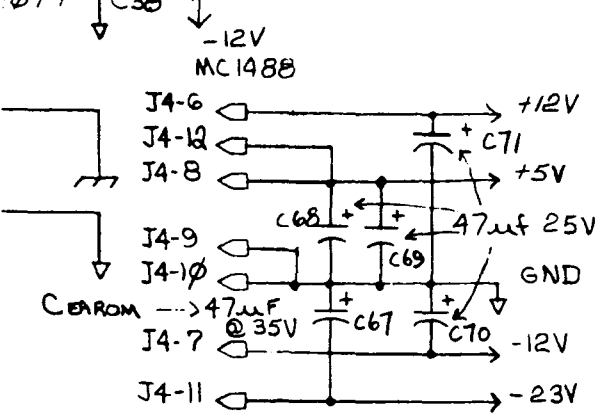 C38
-12V
MC1488
J4-6
+12V
J4-12
+ C71
J4-8
+5V
C68 + +
47uf 25V
C69
J4-9
J4-10
GND
CEAROM --> 47uF
@ 35V
+ C67
+ C70
J4-7
-12V
J4-11
-23V